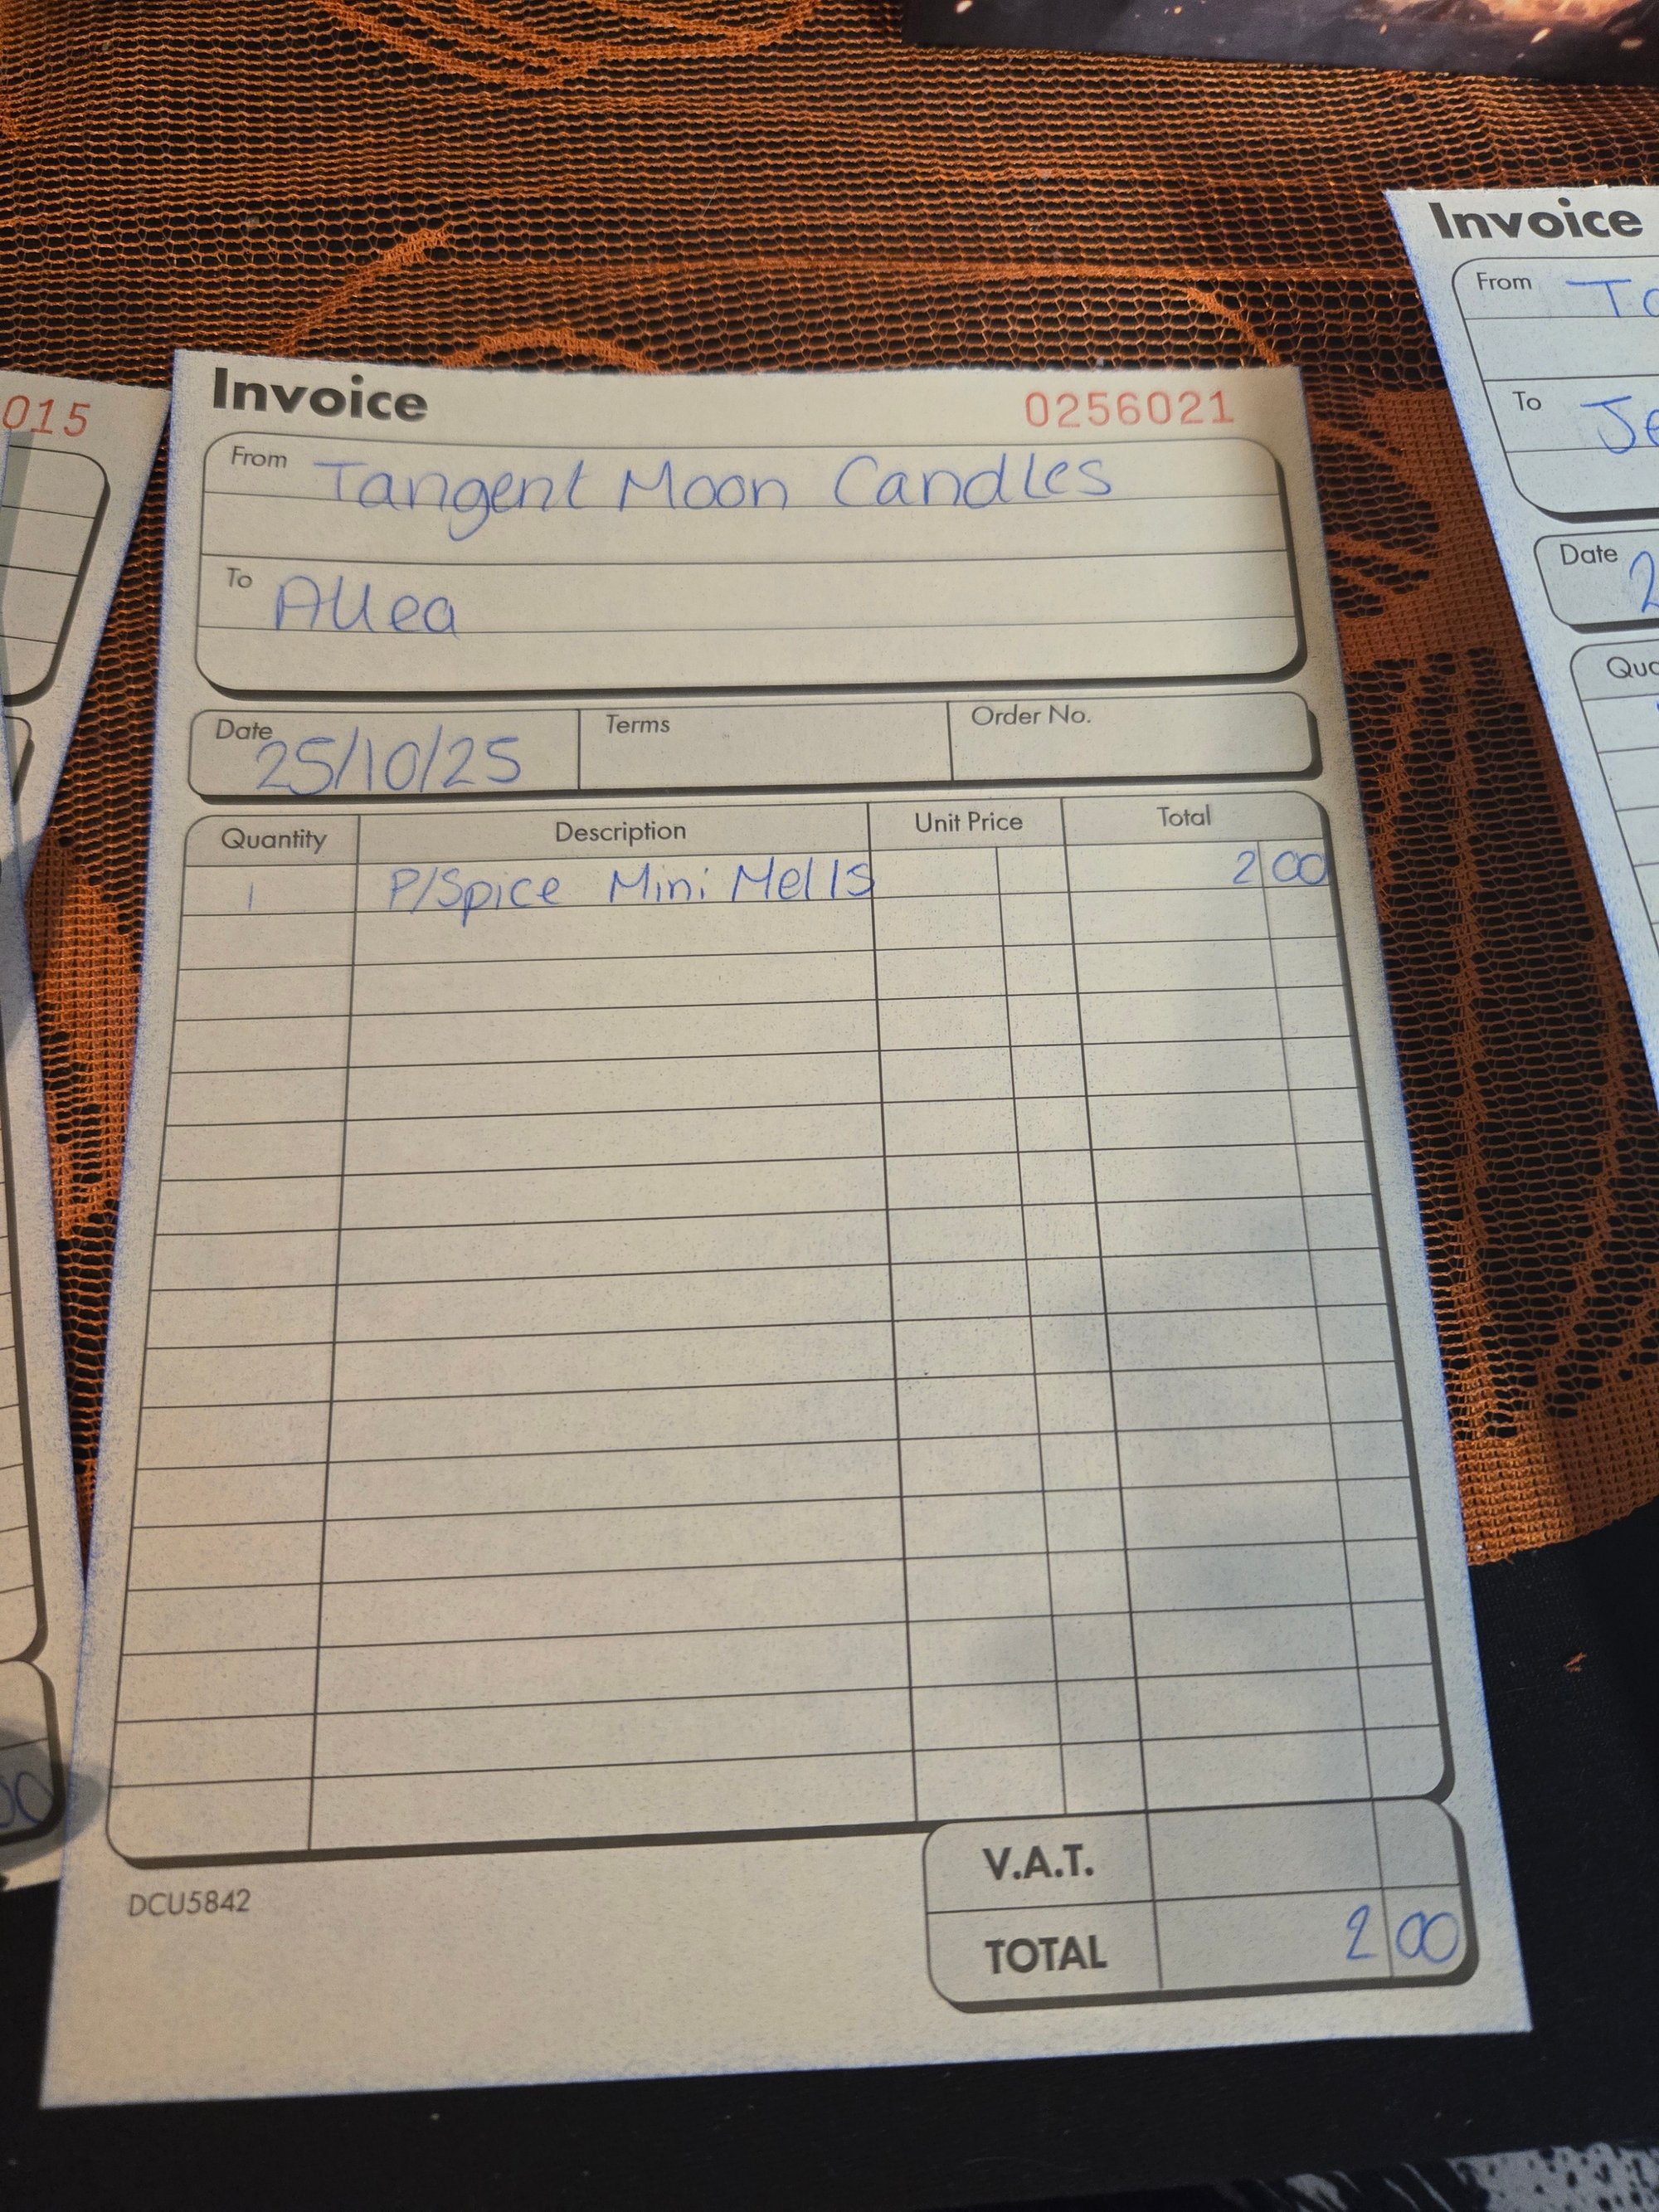 Invoice
0256021
From Tangent Moon Candles
To Allea
Date 25/10/25 Terms Order No.
Quantity Description Unit Price Total
1 P/Spice Mini Melts 2 00
V.A.T.
TOTAL 2 00
DCU5842
015
00
Invoice
From
To
Date